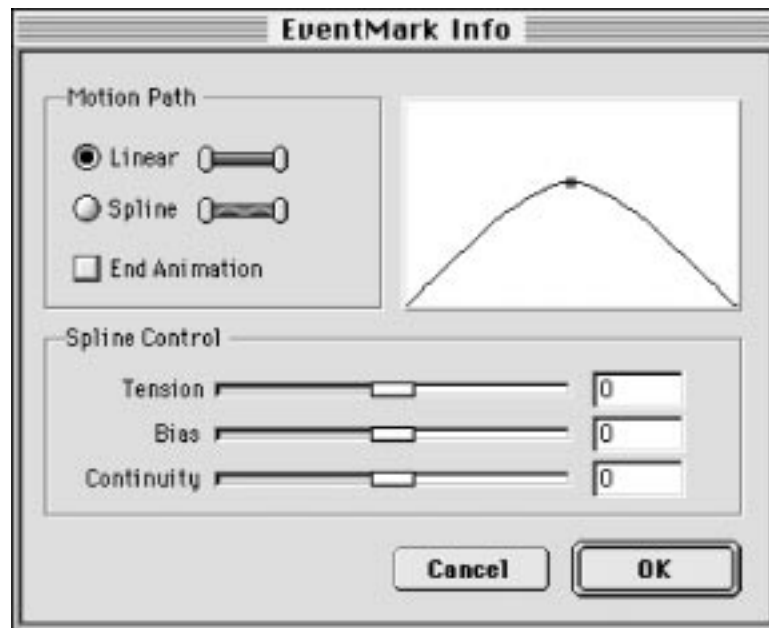 EventMark Info
Motion Path
Linear
Spline
End Animation
Spline Control
Tension 0
Bias 0
Continuity 0
Cancel OK